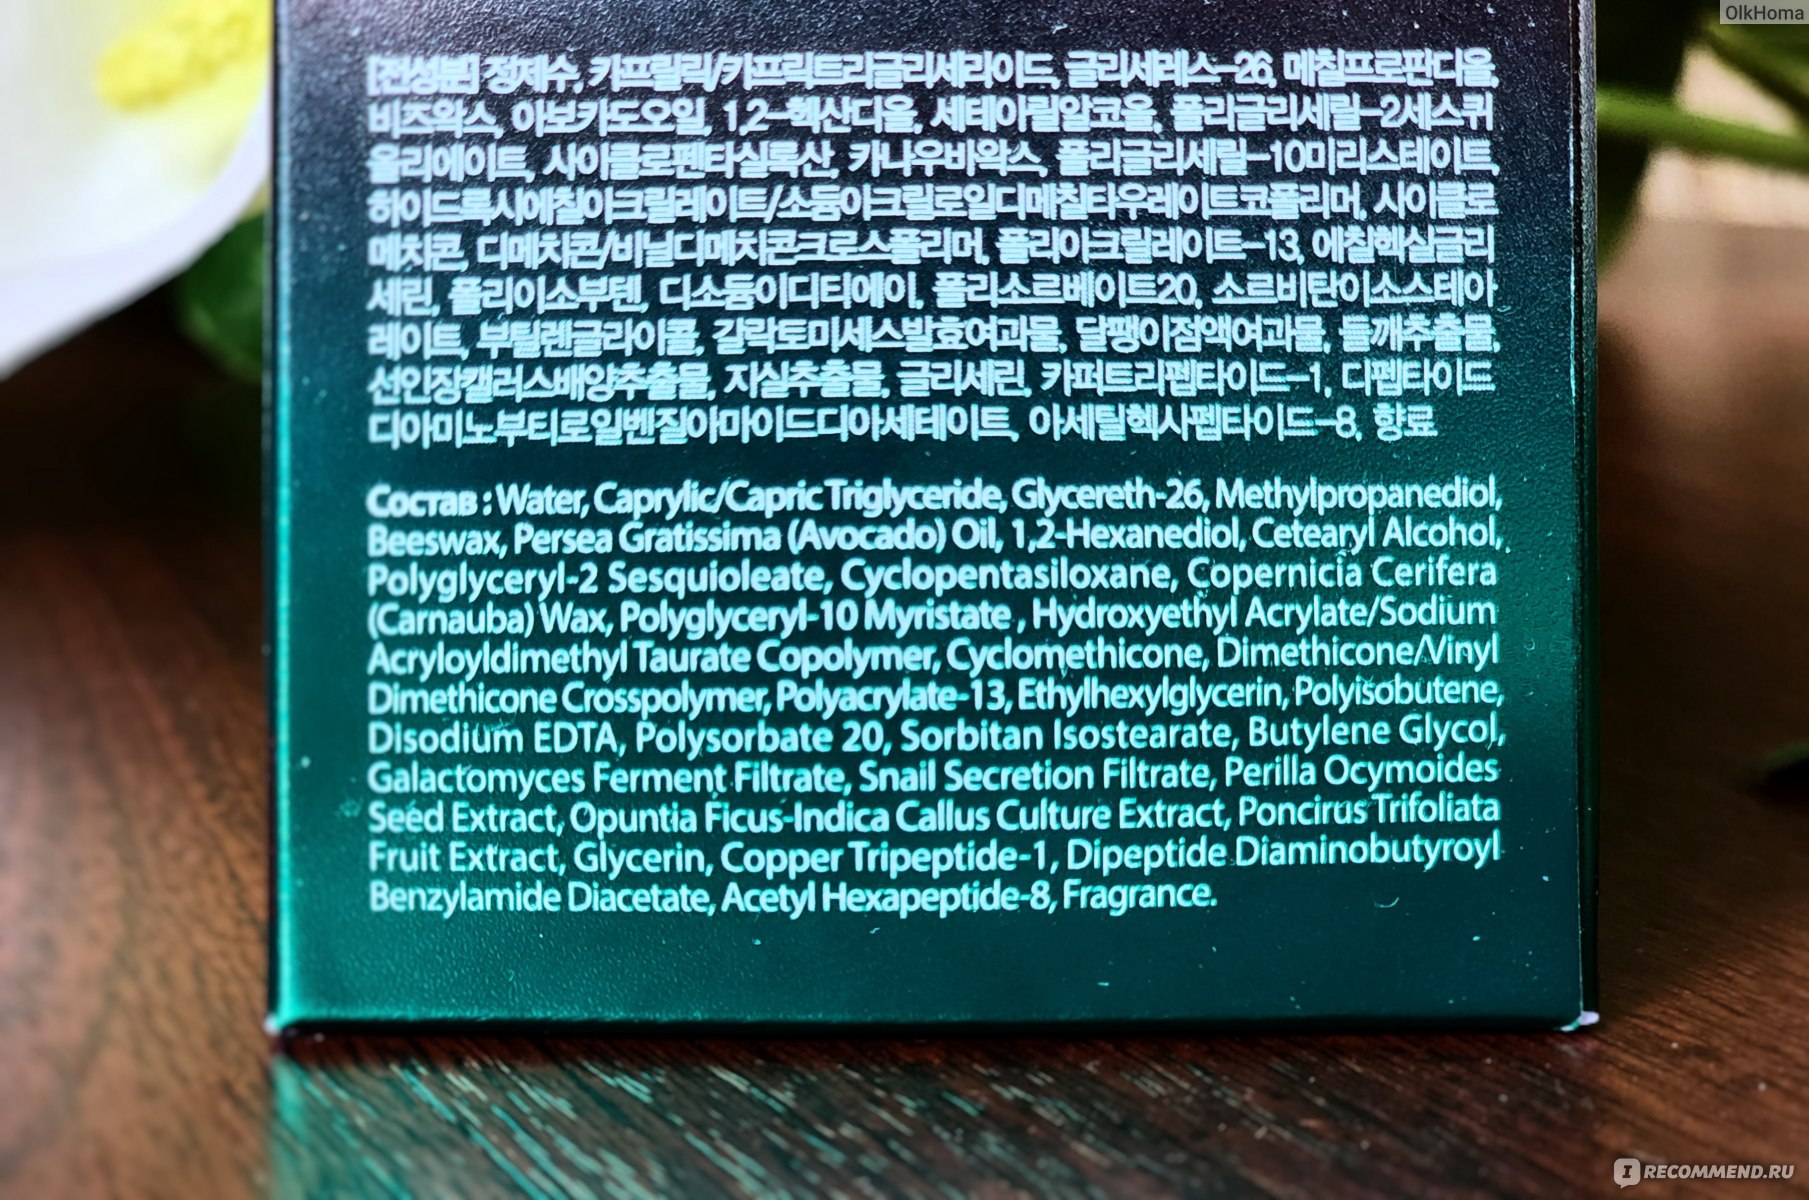 OlkHoma
[전성분] 정제수, 카프릴릭/카프릭트리글리세라이드, 글리세레스-26, 메칠프로판디올,
비즈왁스, 아보카도오일, 1,2-헥산디올, 세테아릴알코올, 폴리글리세릴-2세스퀴
올리에이트, 사이클로펜타실록산, 카나우바왁스, 폴리글리세릴-10미리스테이트,
하이드록시에칠아크릴레이트/소듐아크릴로일디메칠타우레이트코폴리머, 사이클로
메치콘, 디메치콘/비닐디메치콘크로스폴리머, 폴리아크릴레이트-13, 에칠헥실글리
세린, 폴리이소부텐, 디소듐이디티에이, 폴리소르베이트20, 소르비탄이소스테아
레이트, 부틸렌글라이콜, 갈락토미세스발효여과물, 달팽이점액여과물, 들깨추출물,
선인장캘러스배양추출물, 지실추출물, 글리세린, 카퍼트리펩타이드-1, 디펩타이드
디아미노부티로일벤질아마이드디아세테이트, 아세틸헥사펩타이드-8, 향료
Состав : Water, Caprylic/Capric Triglyceride, Glycereth-26, Methylpropanediol,
Beeswax, Persea Gratissima (Avocado) Oil, 1,2-Hexanediol, Cetearyl Alcohol,
Polyglyceryl-2 Sesquioleate, Cyclopentasiloxane, Copernicia Cerifera
(Carnauba) Wax, Polyglyceryl-10 Myristate , Hydroxyethyl Acrylate/Sodium
Acryloyldimethyl Taurate Copolymer, Cyclomethicone, Dimethicone/Vinyl
Dimethicone Crosspolymer, Polyacrylate-13, Ethylhexylglycerin, Polyisobutene,
Disodium EDTA, Polysorbate 20, Sorbitan Isostearate, Butylene Glycol,
Galactomyces Ferment Filtrate, Snail Secretion Filtrate, Perilla Ocymoides
Seed Extract, Opuntia Ficus-Indica Callus Culture Extract, Poncirus Trifoliata
Fruit Extract, Glycerin, Copper Tripeptide-1, Dipeptide Diaminobutyroyl
Benzylamide Diacetate, Acetyl Hexapeptide-8, Fragrance.
IRECOMMEND.RU